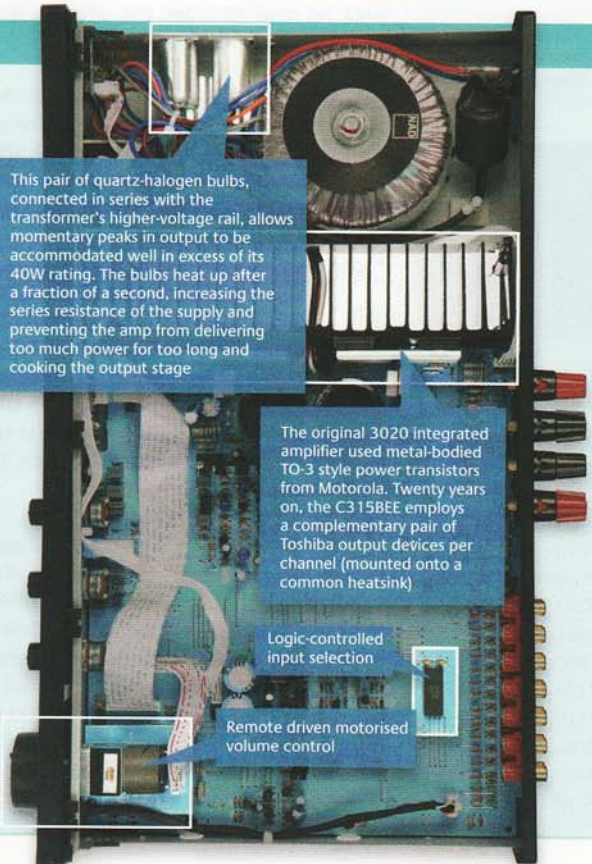 NAD
This pair of quartz-halogen bulbs,
connected in series with the
transformer's higher-voltage rail, allows
momentary peaks in output to be
accommodated well in excess of its
40W rating. The bulbs heat up after
a fraction of a second, increasing the
series resistance of the supply and
preventing the amp from delivering
too much power for too long and
cooking the output stage
The original 3020 integrated
amplifier used metal-bodied
TO-3 style power transistors
from Motorola. Twenty years
on, the C315BEE employs
a complementary pair of
Toshiba output devices per
channel (mounted onto a
common heatsink)
Logic-controlled
input selection
Remote driven motorised
volume control